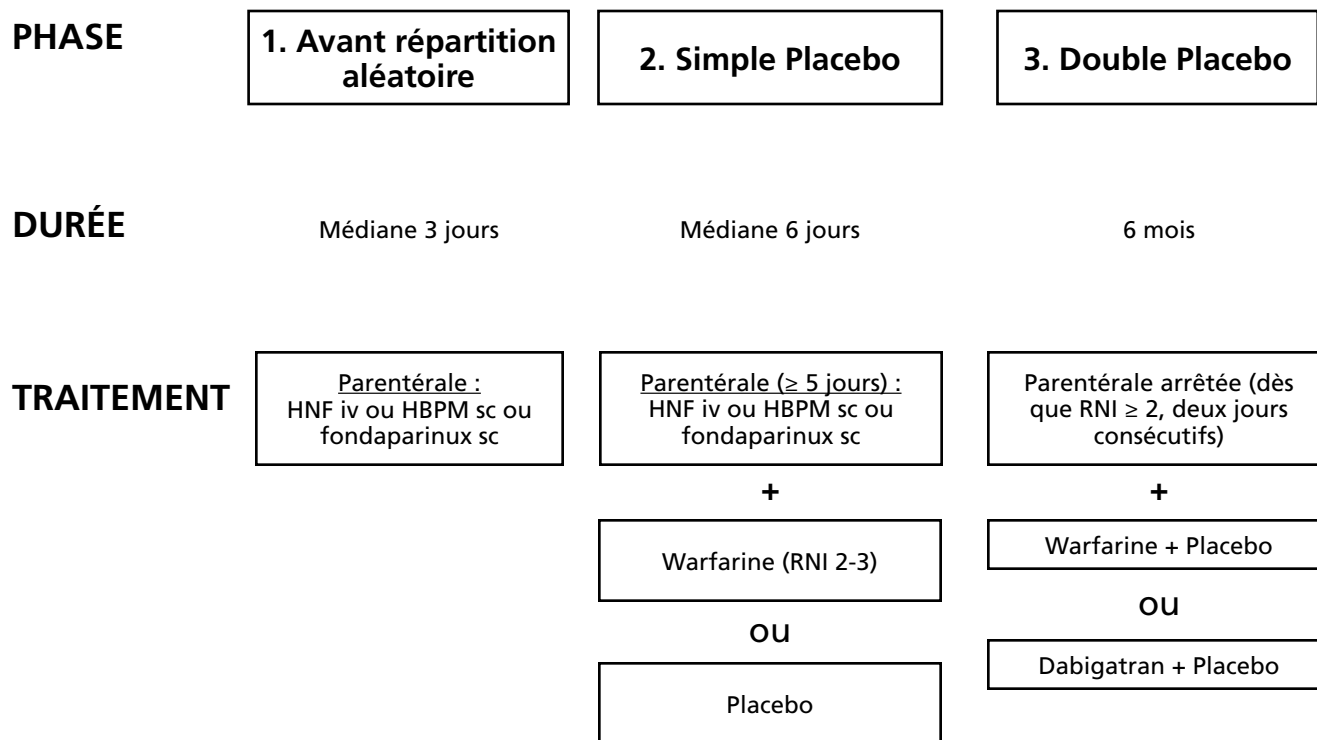 PHASE
1. Avant répartition
aléatoire
2. Simple Placebo
3. Double Placebo
DURÉE
Médiane 3 jours
Médiane 6 jours
6 mois
TRAITEMENT
Parentérale :
HNF iv ou HBPM sc ou
fondaparinux sc
Parentérale (≥ 5 jours) :
HNF iv ou HBPM sc ou
fondaparinux sc
+
Warfarine (RNI 2-3)
ou
Placebo
Parentérale arrêtée (dès
que RNI ≥ 2, deux jours
consécutifs)
+
Warfarine + Placebo
ou
Dabigatran + Placebo